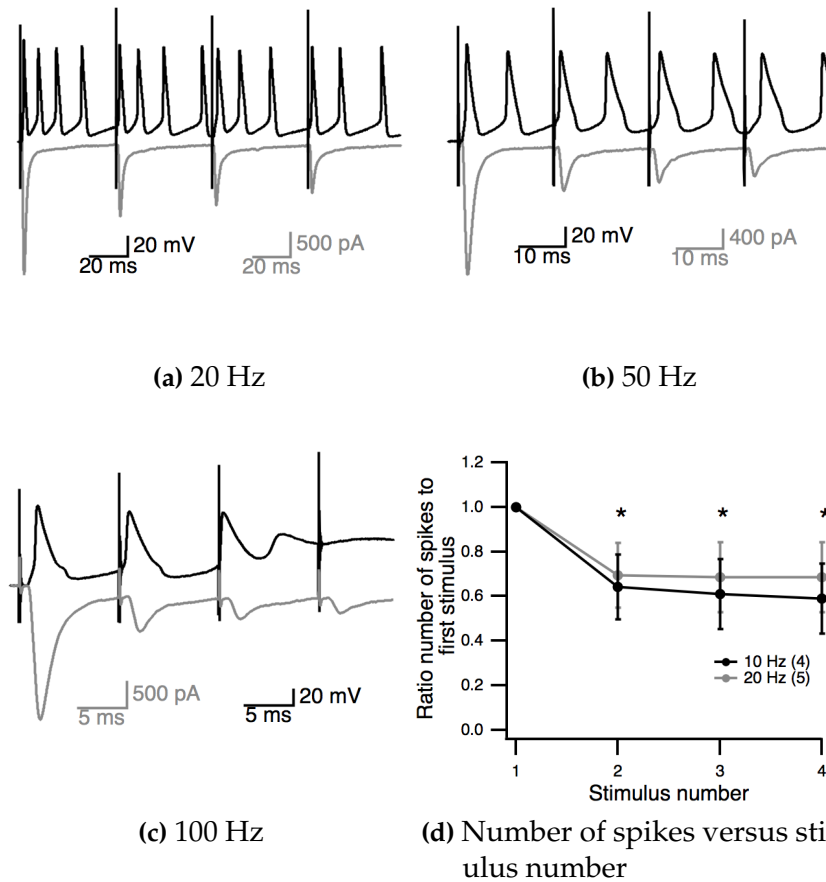 20 mV
20 ms
500 pA
20 ms
20 mV
10 ms
400 pA
10 ms
(a) 20 Hz
(b) 50 Hz
500 pA
5 ms
20 mV
5 ms
Ratio number of spikes to
first stimulus
1.2
1.0
0.8
0.6
0.4
0.2
0.0
* * *
10 Hz (4)
20 Hz (5)
1 2 3 4
Stimulus number
(c) 100 Hz
(d) Number of spikes versus sti
ulus number